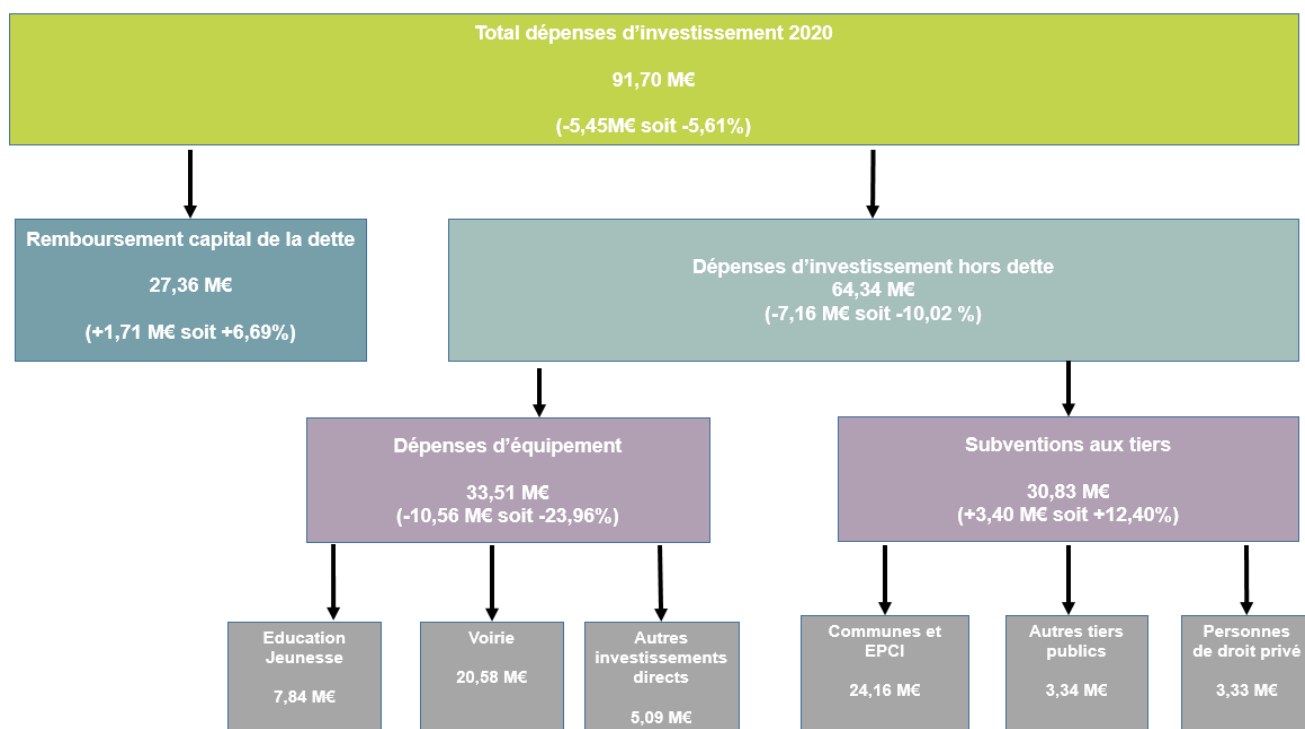 Total dépenses d'investissement 2020
91,70 M€
(-5,45M€ soit -5,61%)
Remboursement capital de la dette
27,36 M€
(+1,71 M€ soit +6,69%)
Dépenses d'investissement hors dette
64,34 M€
(-7,16 M€ soit -10,02 %)
Dépenses d'équipement
33,51 M€
(-10,56 M€ soit -23,96%)
Subventions aux tiers
30,83 M€
(+3,40 M€ soit +12,40%)
Education
Jeunesse
7,84 M€
Voirie
20,58 M€
Autres
investissements
directs
5,09 M€
Communes et
EPCI
24,16 M€
Autres tiers
publics
3,34 M€
Personnes
de droit privé
3,33 M€